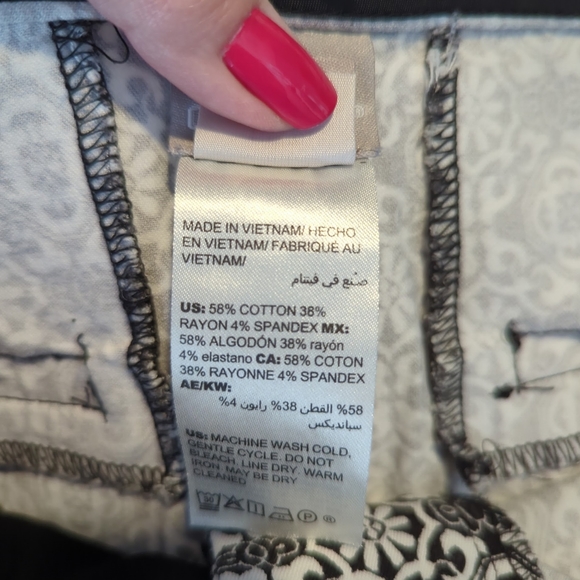 MADE IN VIETNAM/ HECHO
EN VIETNAM/ FABRIQUÉ AU
VIETNAM/
صنع في فيتنام
US: 58% COTTON 38%
RAYON 4% SPANDEX MX:
58% ALGODÓN 38% rayón
4% elastano CA: 58% COTON
38% RAYONNE 4% SPANDEX
AE/KW:
58% القطن 38% رايون 4%
سبانديكس
US: MACHINE WASH COLD,
GENTLE CYCLE. DO NOT
BLEACH. LINE DRY. WARM
IRON. MAY BE DRY
CLEANED
30 P ®